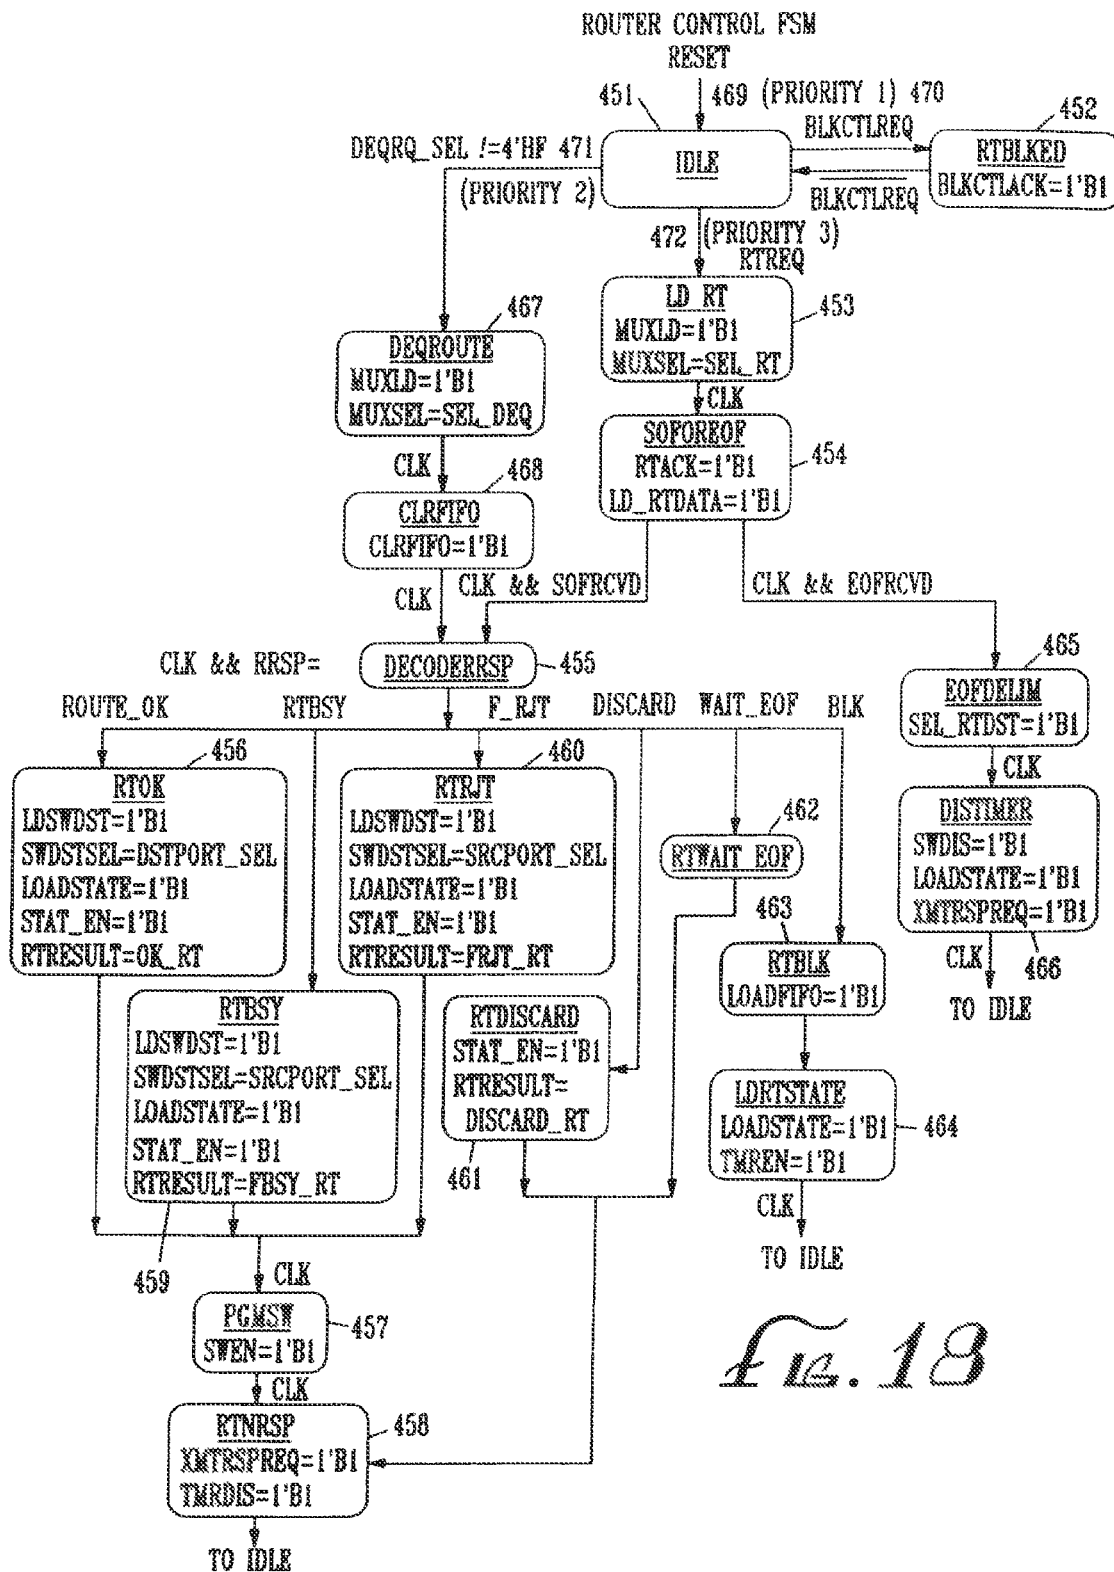 ROUTER CONTROL FSM
RESET
451
469
(PRIORITY 1) 470
BLKCTLREQ
452
DEQRQ_SEL !=4'HF 471
(PRIORITY 2)
IDLE
RTBLKED
BLKCTLACK=1'B1
BLKCTLREQ
472
(PRIORITY 3)
RTREQ
467
DEQROUTE
MUXLD=1'B1
MUXSEL=SEL_DEQ
LD_RT
MUXLD=1'B1
MUXSEL=SEL_RT
453
CLK
CLK
468
SOFOREOF
RTACK=1'B1
LD_RTDATA=1'B1
454
CLRFIFO
CLRFIFO=1'B1
CLK
CLK && SOFRCVD
CLK && EOFRCVD
CLK && RRSP=
DECODERRSP
455
465
EOFDELIM
SEL_RTDST=1'B1
CLK
ROUTE_OK
RTBSY
F_RJT
DISCARD
WAIT_EOF
BLK
456
RTOK
LDSWDST=1'B1
SWDSTSEL=DSTPORT_SEL
LOADSTATE=1'B1
STAT_EN=1'B1
RTRESULT=OK_RT
460
RTRJT
LDSWDST=1'B1
SWDSTSEL=SRCPORT_SEL
LOADSTATE=1'B1
STAT_EN=1'B1
RTRESULT=FRJT_RT
462
RTWAIT_EOF
DISTIMER
SWDIS=1'B1
LOADSTATE=1'B1
XMTRSPREQ=1'B1
466
CLK
TO IDLE
463
RTBLK
LOADFIFO=1'B1
RTBSY
LDSWDST=1'B1
SWDSTSEL=SRCPORT_SEL
LOADSTATE=1'B1
STAT_EN=1'B1
RTRESULT=FBSY_RT
459
RTDISCARD
STAT_EN=1'B1
RTRESULT=
DISCARD_RT
461
LDRTSTATE
LOADSTATE=1'B1
TMREN=1'B1
464
CLK
TO IDLE
CLK
PGMSW
SWEN=1'B1
457
CLK
RTNRSP
XMTRSPREQ=1'B1
TMRDIS=1'B1
458
TO IDLE
FIG. 18